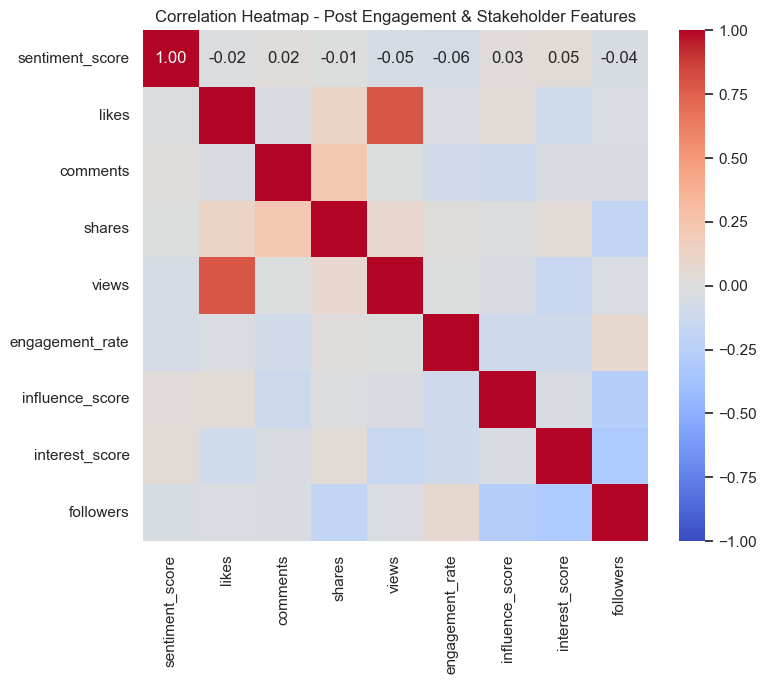 Correlation Heatmap - Post Engagement & Stakeholder Features
sentiment_score
1.00 -0.02 0.02 -0.01 -0.05 -0.06 0.03 0.05 -0.04
likes
comments
shares
views
engagement_rate
influence_score
interest_score
followers
sentiment_score
likes
comments
shares
views
engagement_rate
influence_score
interest_score
followers
1.00
0.75
0.50
0.25
0.00
−0.25
−0.50
−0.75
−1.00